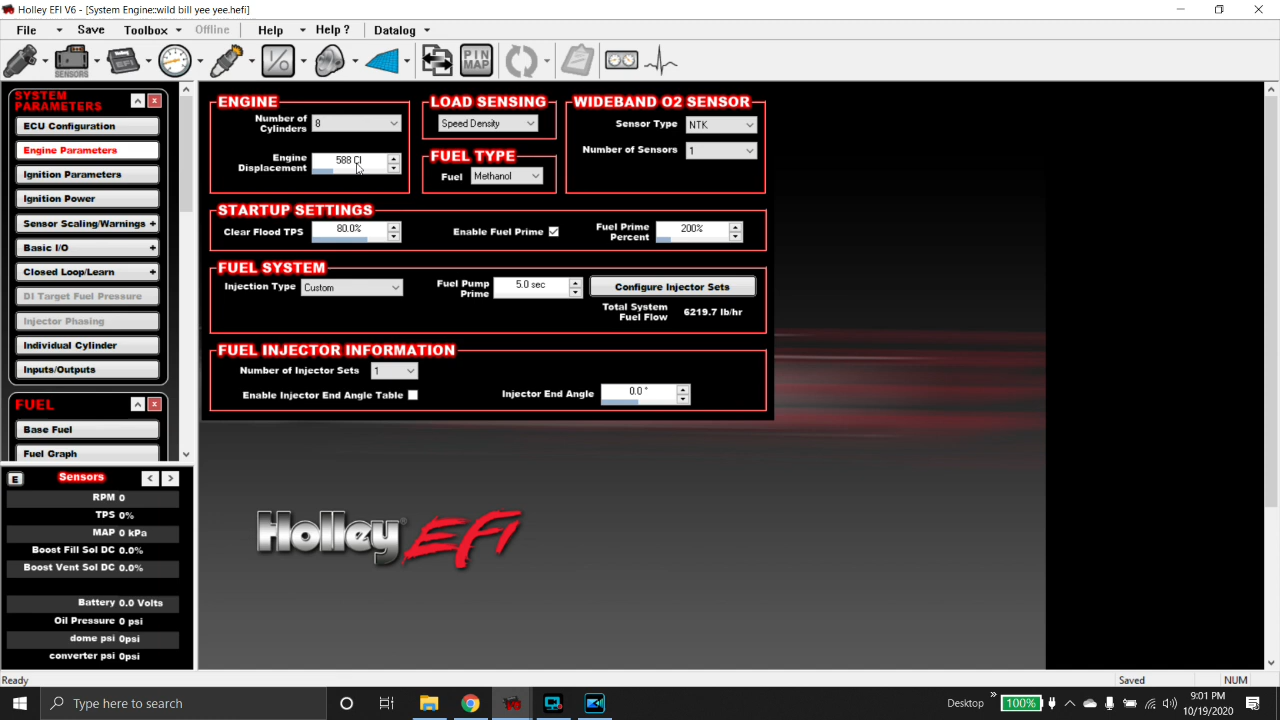 Holley EFI V6 - [System Engine::wild bill yee yee.hefi]
File Save Toolbox Offline Help Help ? Datalog
SENSORS EFI I/O PIN MAP
SYSTEM PARAMETERS
ECU Configuration
Engine Parameters
Ignition Parameters
Ignition Power
Sensor Scaling/Warnings +
Basic I/O +
Closed Loop/Learn +
DI Target Fuel Pressure
Injector Phasing
Individual Cylinder
Inputs/Outputs
FUEL
Base Fuel
Fuel Graph
E Sensors < >
RPM 0
TPS 0%
MAP 0 kPa
Boost Fill Sol DC 0.0%
Boost Vent Sol DC 0.0%
Battery 0.0 Volts
Oil Pressure 0 psi
dome psi 0psi
converter psi 0psi
ENGINE
Number of Cylinders 8
Engine Displacement 588 CI
LOAD SENSING
Speed Density
FUEL TYPE
Fuel Methanol
WIDEBAND O2 SENSOR
Sensor Type NTK
Number of Sensors 1
STARTUP SETTINGS
Clear Flood TPS 80.0% Enable Fuel Prime Fuel Prime Percent 200%
FUEL SYSTEM
Injection Type Custom Fuel Pump Prime 5.0 sec Configure Injector Sets
Total System Fuel Flow 6219.7 lb/hr
FUEL INJECTOR INFORMATION
Number of Injector Sets 1
Enable Injector End Angle Table Injector End Angle 0.0 °
Holley EFI
Ready Saved NUM
Type here to search Desktop 100% 9:01 PM
10/19/2020